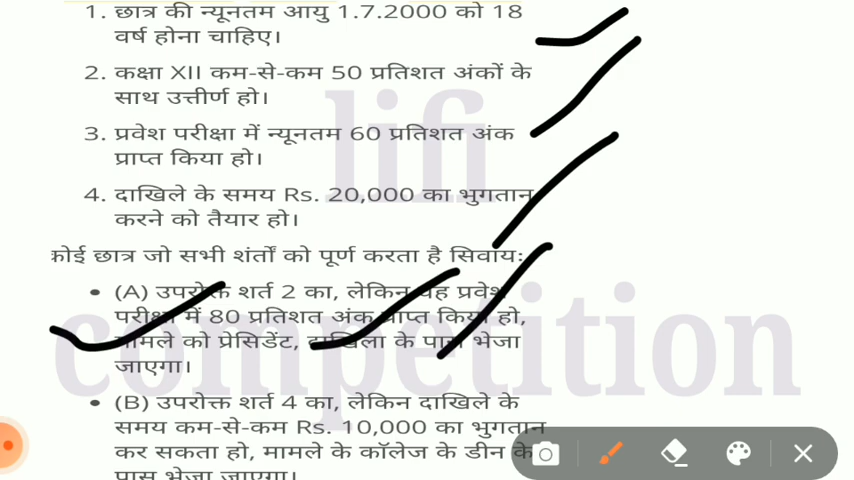 1. छात्र की न्यूनतम आयु 1.7.2000 को 18
वर्ष होना चाहिए।
2. कक्षा XII कम-से-कम 50 प्रतिशत अंकों के
साथ उत्तीर्ण हो।
3. प्रवेश परीक्षा में न्यूनतम 60 प्रतिशत अंक
प्राप्त किया हो।
4. दाखिले के समय Rs. 20,000 का भुगतान
करने को तैयार हो।
कोई छात्र जो सभी शंर्तों को पूर्ण करता है सिवाय:
• (A) उपरोक्त शर्त 2 का, लेकिन वह प्रवेश
परीक्षा में 80 प्रतिशत अंक प्राप्त किया हो,
मामले को प्रेसिडेंट, दाखिला के पास भेजा
जाएगा।
• (B) उपरोक्त शर्त 4 का, लेकिन दाखिले के
समय कम-से-कम Rs. 10,000 का भुगतान
कर सकता हो, मामले के कॉलेज के डीन के
पास भेजा जाएगा।
lifi
competition